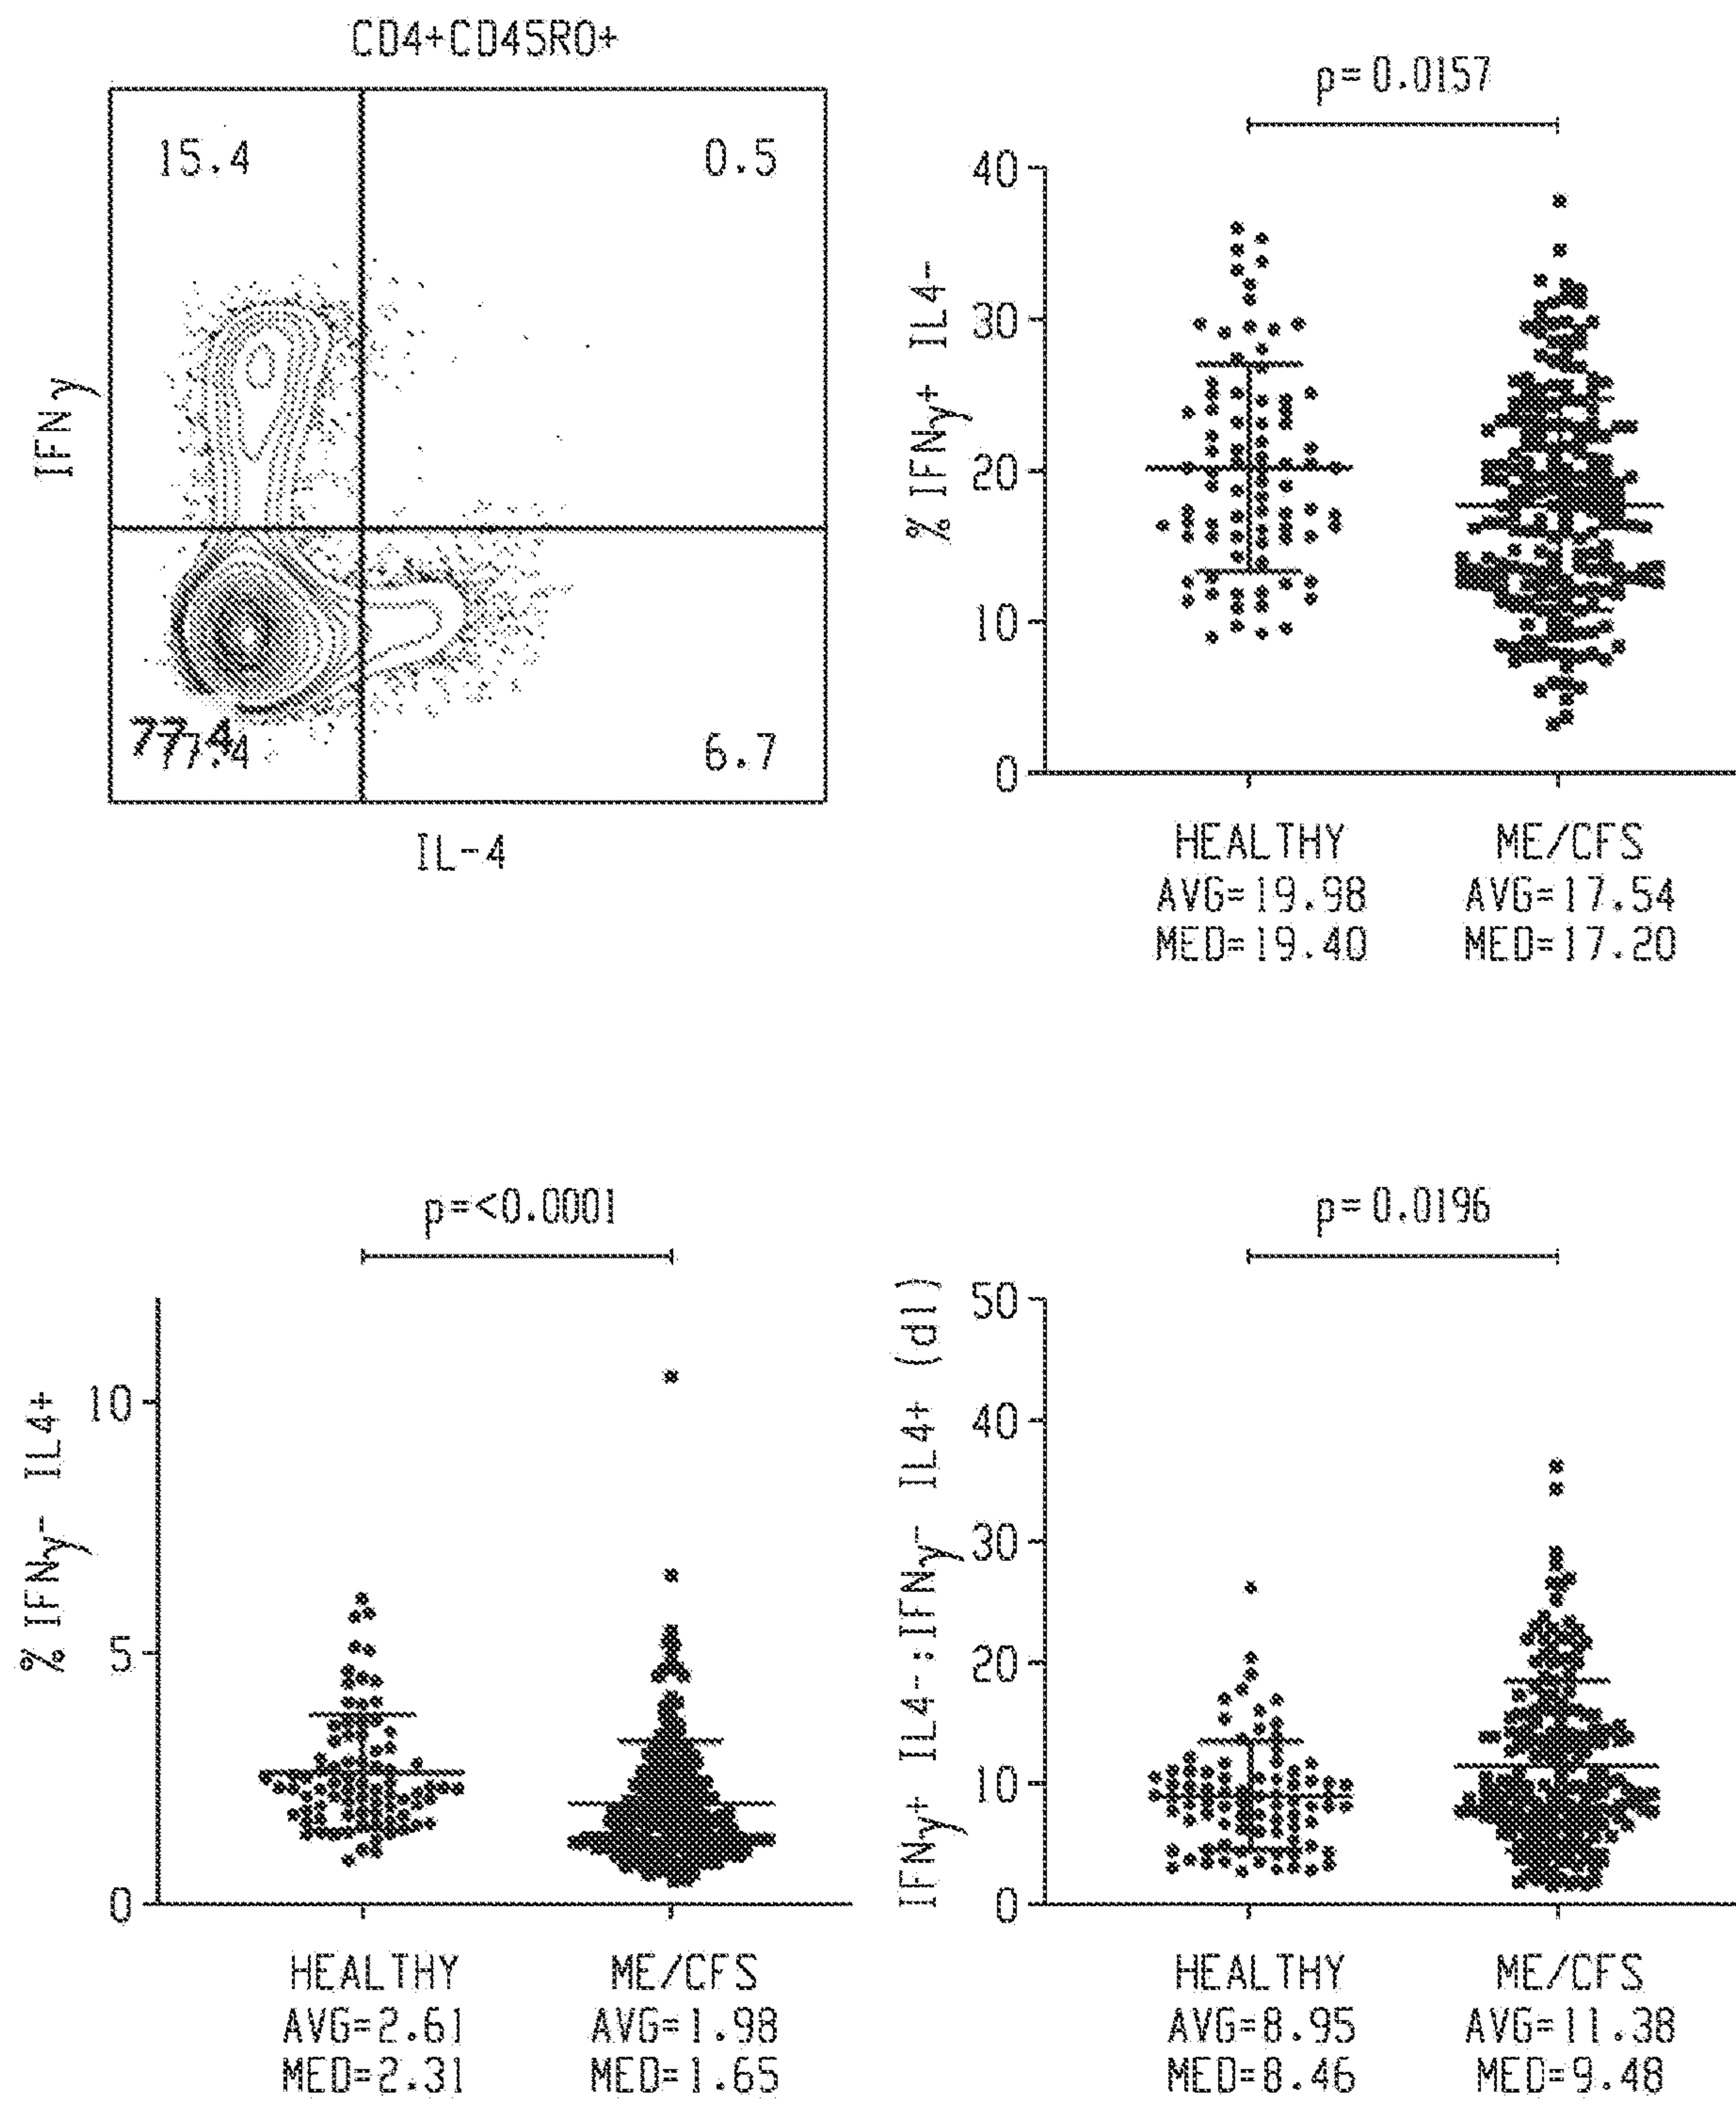 CD4+CD45RO+
15.4
0.5
IFNγ
77.4
77.4
6.7
IL-4
p=0.0157
% IFNγ+ IL4-
40
30
20
10
0
HEALTHY
AVG=19.98
MED=19.40
ME/CFS
AVG=17.54
MED=17.20
p=<0.0001
% IFNγ- IL4+
10
5
0
HEALTHY
AVG=2.61
MED=2.31
ME/CFS
AVG=1.98
MED=1.65
p=0.0196
IFNγ+ IL4-:IFNγ- IL4+ (dl)
50
40
30
20
10
0
HEALTHY
AVG=8.95
MED=8.46
ME/CFS
AVG=11.38
MED=9.48